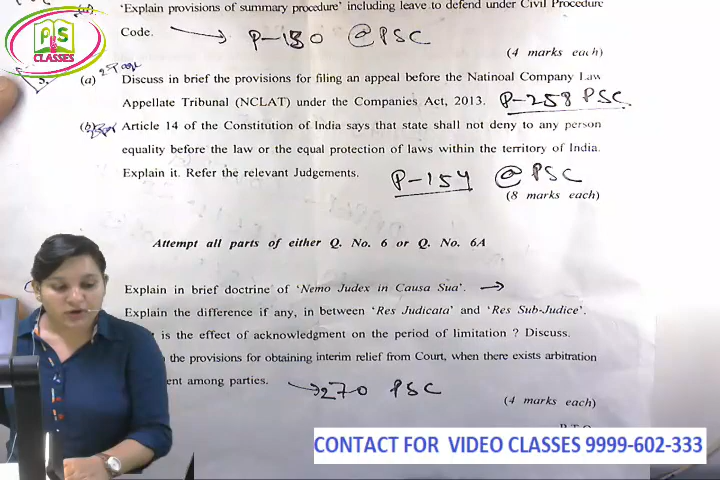 (d) 'Explain provisions of summary procedure' including leave to defend under Civil Procedure
Code. → P-130 @PSC
(4 marks each)
PSC
CLASSES
5. (a) Discuss in brief the provisions for filing an appeal before the Natinoal Company Law
Appellate Tribunal (NCLAT) under the Companies Act, 2013. P-258 PSC
(b) Article 14 of the Constitution of India says that state shall not deny to any person
equality before the law or the equal protection of laws within the territory of India.
Explain it. Refer the relevant Judgements. P-154 @PSC
(8 marks each)
Attempt all parts of either Q. No. 6 or Q. No. 6A
Explain in brief doctrine of 'Nemo Judex in Causa Sua'. →
Explain the difference if any, in between 'Res Judicata' and 'Res Sub-Judice'.
is the effect of acknowledgment on the period of limitation ? Discuss.
the provisions for obtaining interim relief from Court, when there exists arbitration
ent among parties. → 270 PSC
(4 marks each)
CONTACT FOR VIDEO CLASSES 9999-602-333